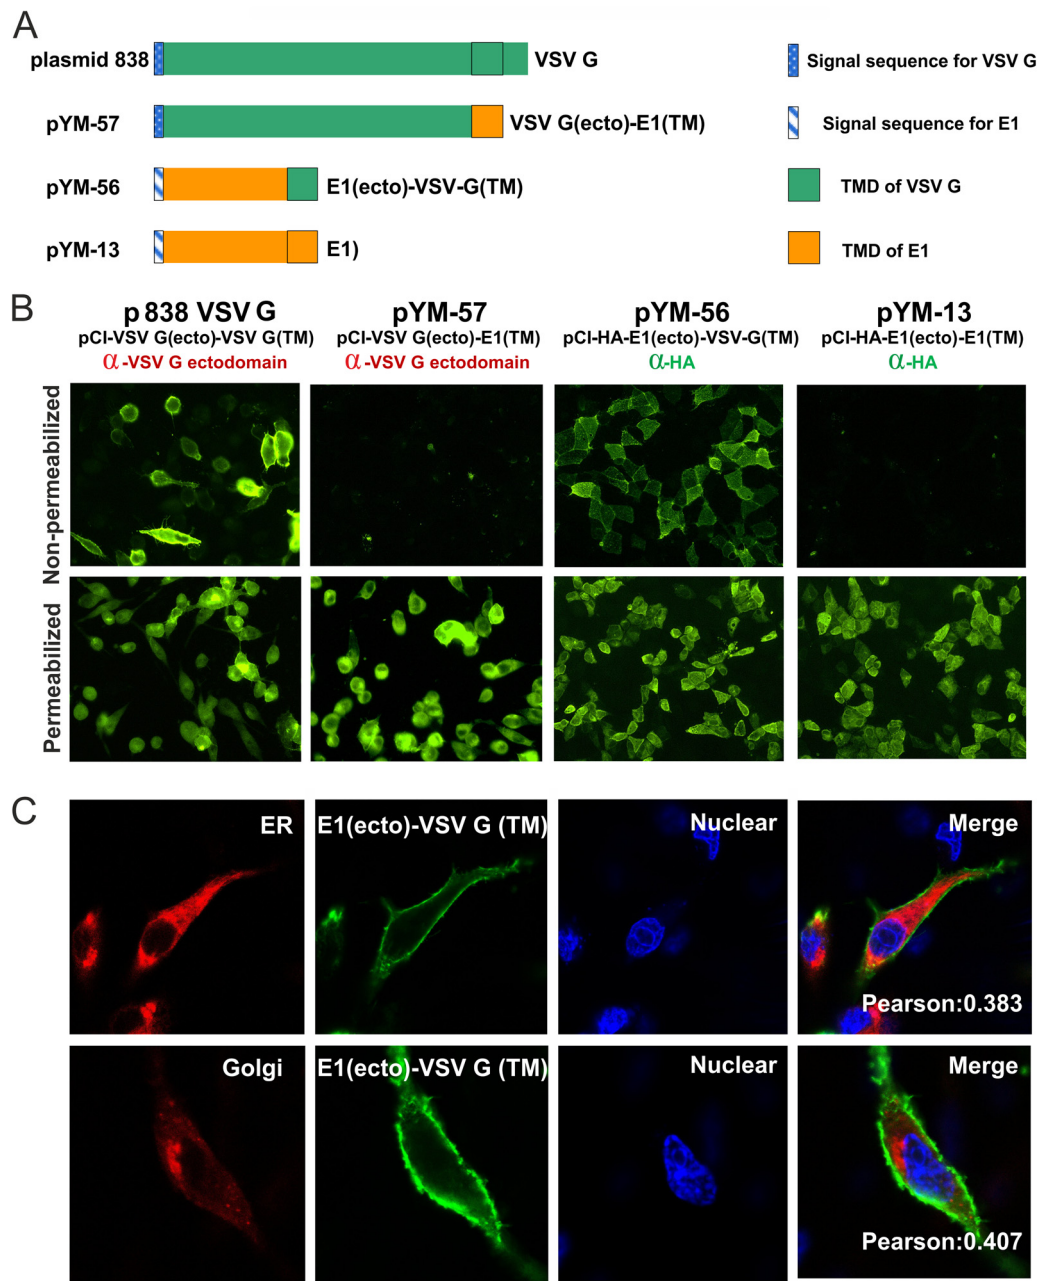 A
plasmid 838
VSV G
Signal sequence for VSV G
pYM-57
VSV G(ecto)-E1(TM)
Signal sequence for E1
pYM-56
E1(ecto)-VSV-G(TM)
TMD of VSV G
pYM-13
E1)
TMD of E1
B
p 838 VSV G
pCI-VSV G(ecto)-VSV G(TM)
α-VSV G ectodomain
pYM-57
pCI-VSV G(ecto)-E1(TM)
α-VSV G ectodomain
pYM-56
pCI-HA-E1(ecto)-VSV-G(TM)
α-HA
pYM-13
pCI-HA-E1(ecto)-E1(TM)
α-HA
Non-permeabilized
Permeabilized
C
ER
E1(ecto)-VSV G (TM)
Nuclear
Merge
Pearson:0.383
Golgi
E1(ecto)-VSV G (TM)
Nuclear
Merge
Pearson:0.407